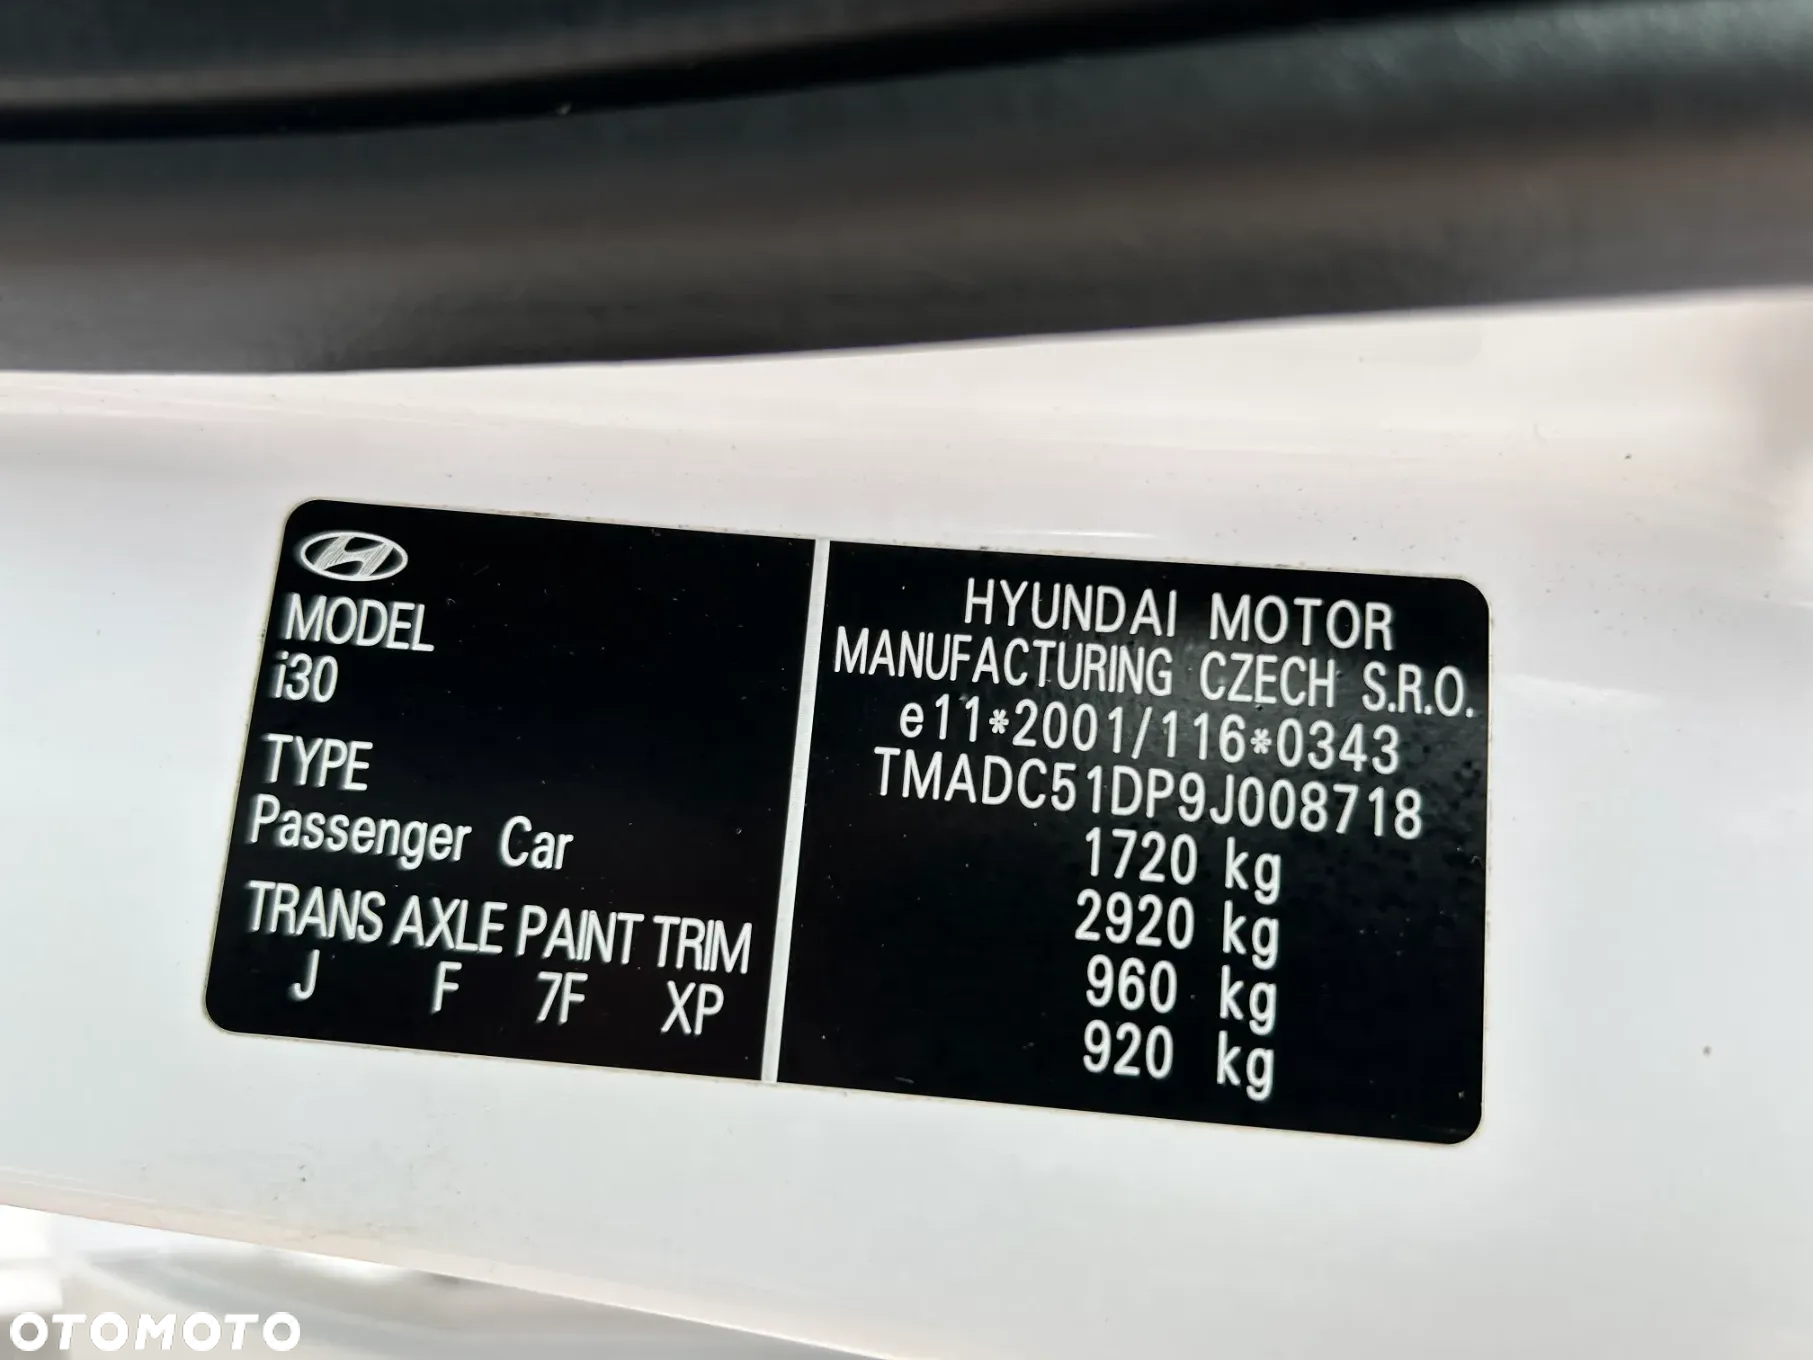 MODEL
i30
TYPE
Passenger Car
TRANS AXLE PAINT TRIM
J F 7F XP
HYUNDAI MOTOR
MANUFACTURING CZECH S.R.O.
e11*2001/116*0343
TMADC51DP9J008718
1720 kg
2920 kg
960 kg
920 kg
OTOMOTO